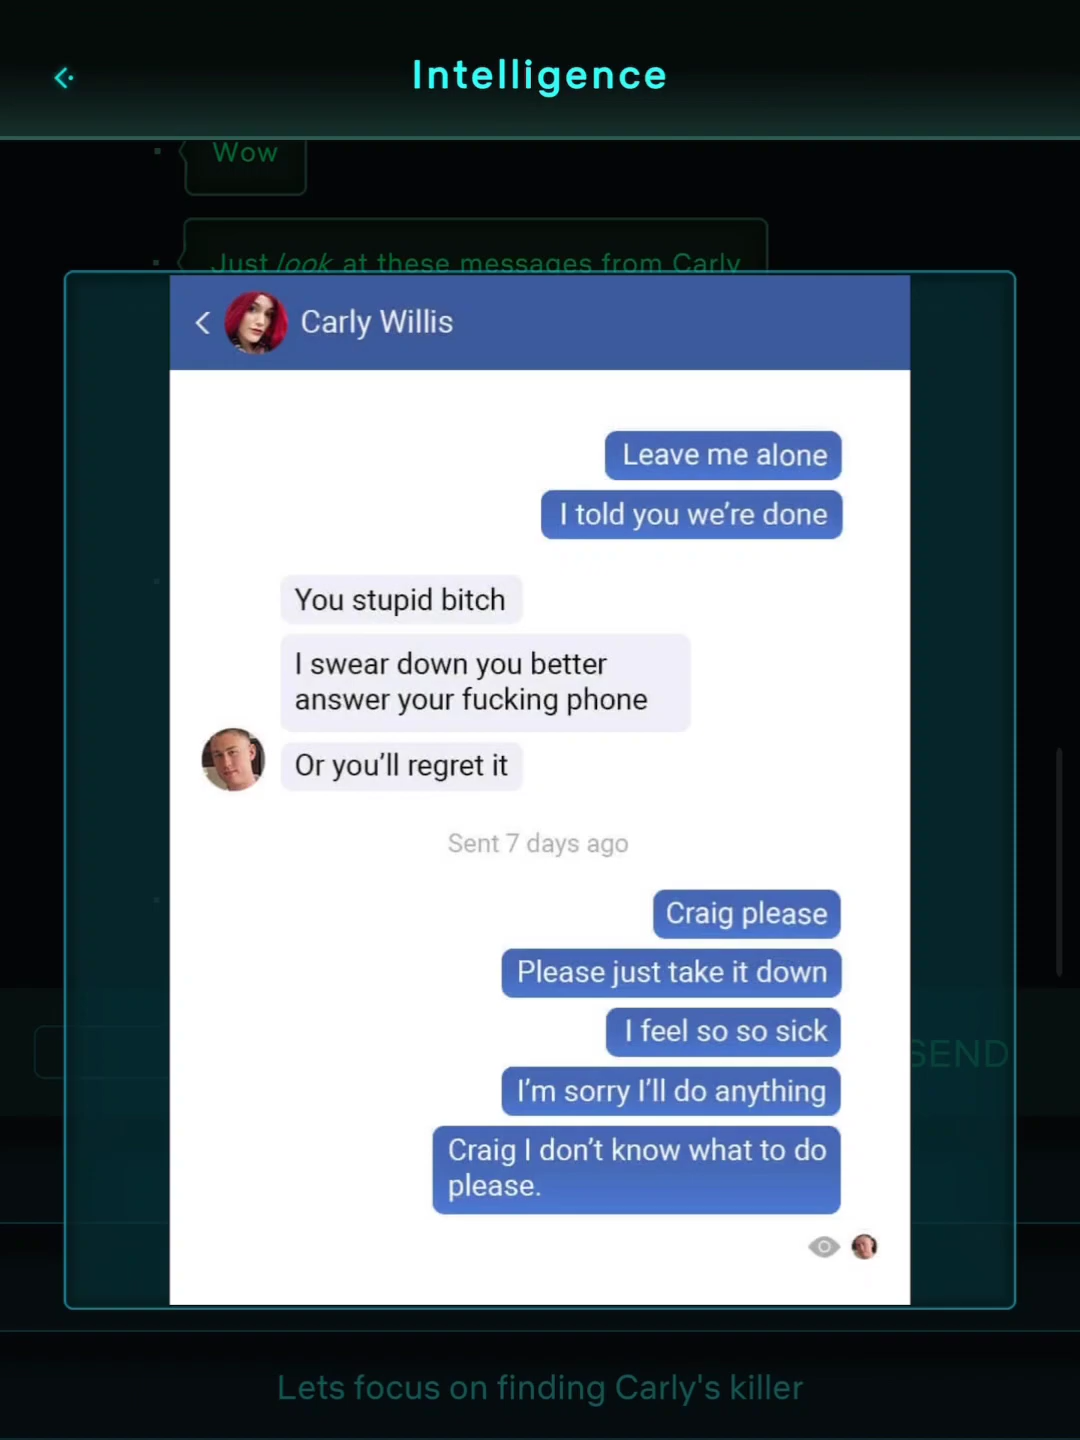 Intelligence
Wow
Just look at these messages from Carly
Carly Willis
Leave me alone
I told you we’re done
You stupid bitch
I swear down you better
answer your fucking phone
Or you’ll regret it
Sent 7 days ago
Craig please
Please just take it down
I feel so so sick
I’m sorry I’ll do anything
Craig I don’t know what to do
please.
SEND
Lets focus on finding Carly's killer